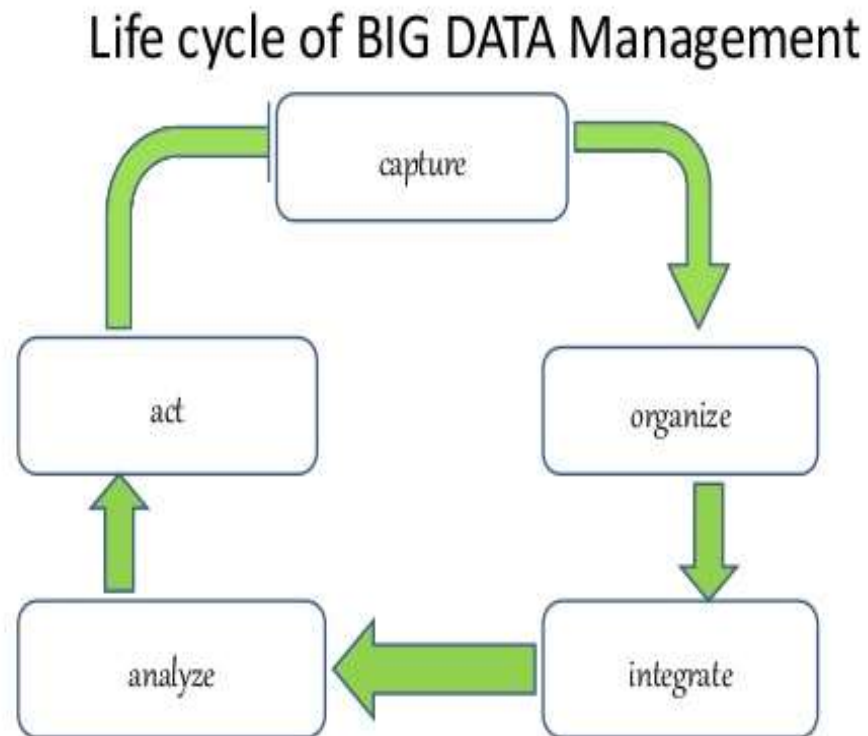 Life cycle of BIG DATA Management
capture
act
organize
analyze
integrate